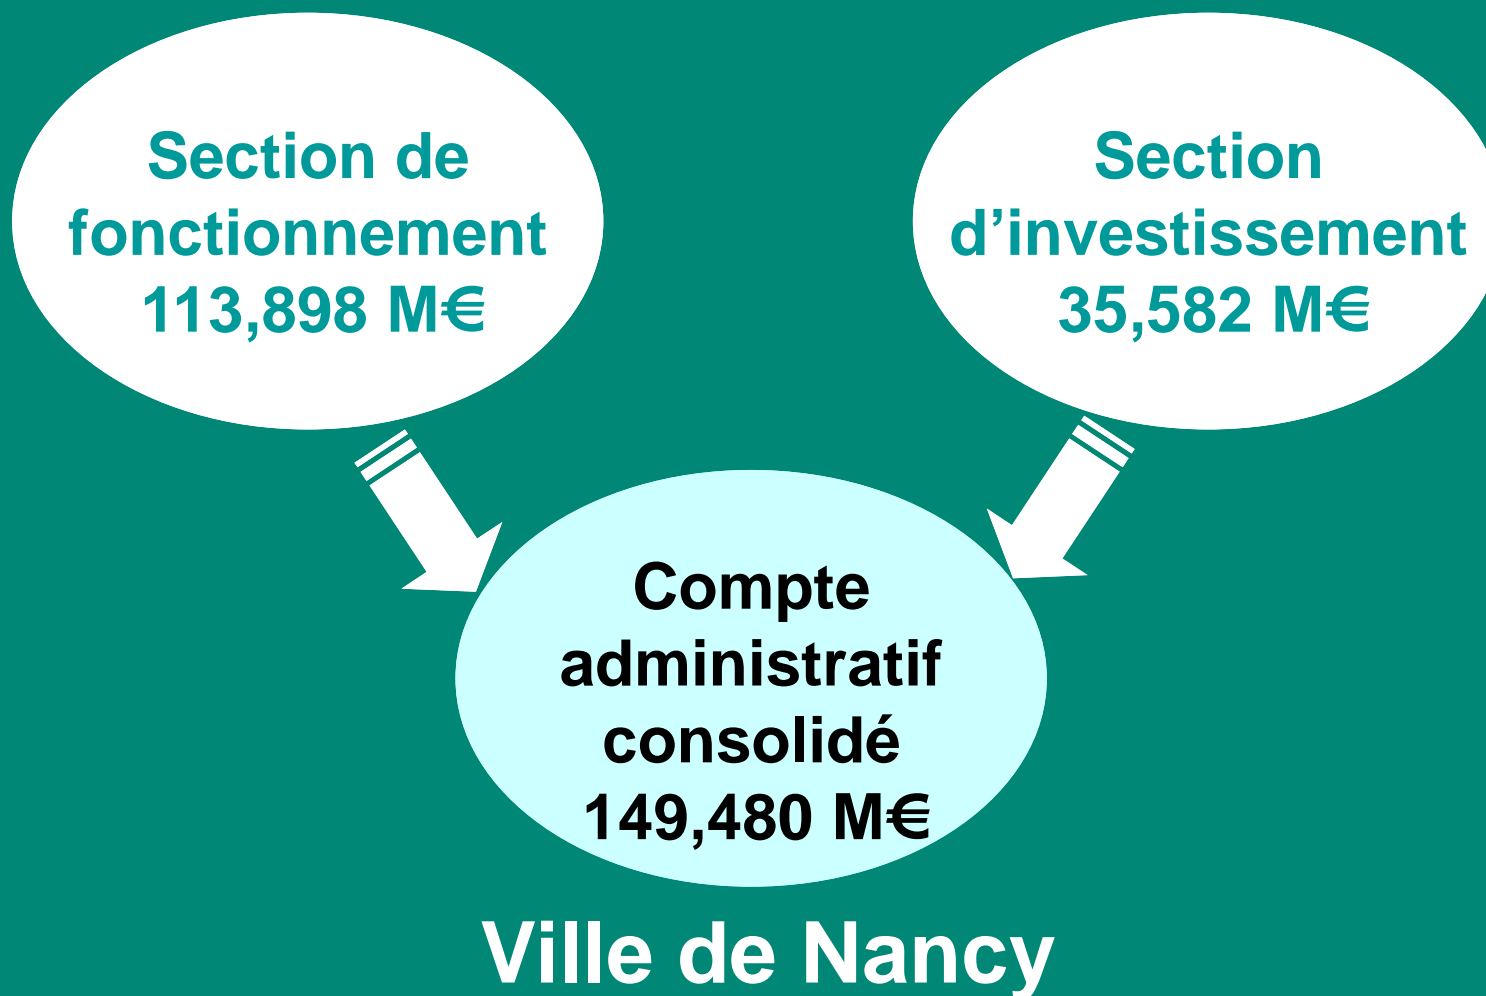 Section de
fonctionnement
113,898 M€
Section
d’investissement
35,582 M€
Compte
administratif
consolidé
149,480 M€
Ville de Nancy